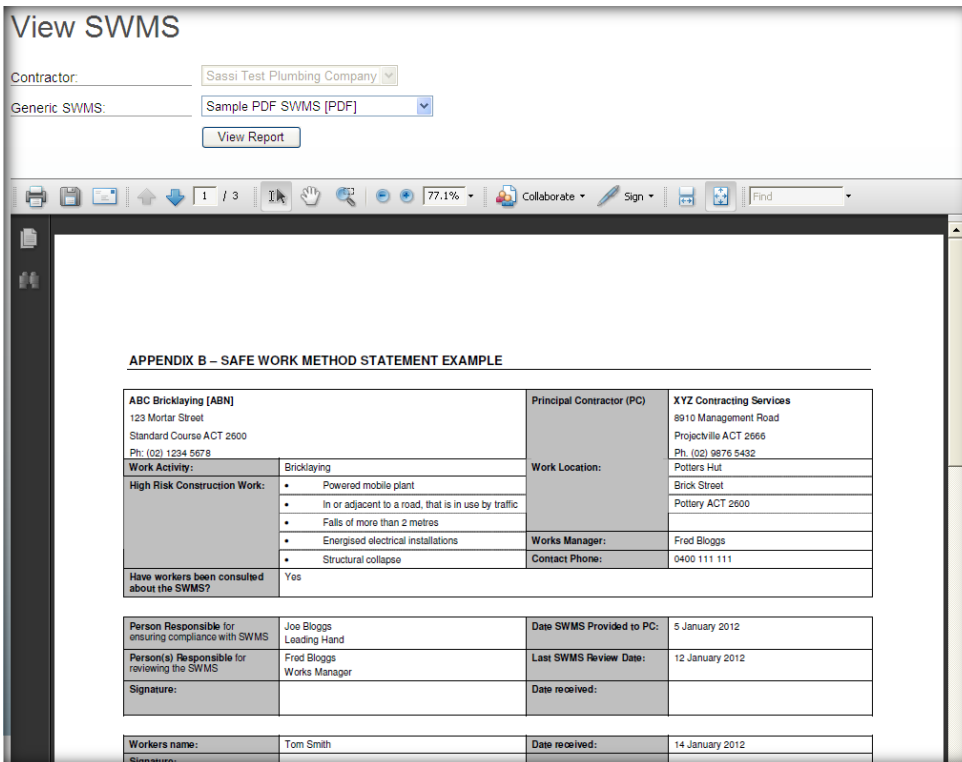 View SWMS
Contractor: Sassi Test Plumbing Company
Generic SWMS: Sample PDF SWMS [PDF]
View Report
1 / 3 77.1% Collaborate Sign Find
APPENDIX B – SAFE WORK METHOD STATEMENT EXAMPLE
ABC Bricklaying [ABN] Principal Contractor (PC) XYZ Contracting Services
123 Mortar Street 8910 Management Road
Standard Course ACT 2600 Projectville ACT 2666
Ph: (02) 1234 5678 Ph. (02) 9876 5432
Work Activity: Bricklaying Work Location: Potters Hut
High Risk Construction Work: • Powered mobile plant Brick Street
• In or adjacent to a road, that is in use by traffic Pottery ACT 2600
• Falls of more than 2 metres
• Energised electrical installations Works Manager: Fred Bloggs
• Structural collapse Contact Phone: 0400 111 111
Have workers been consulted Yes
about the SWMS?
Person Responsible for Joe Bloggs Date SWMS Provided to PC: 5 January 2012
ensuring compliance with SWMS Leading Hand
Person(s) Responsible for Fred Bloggs Last SWMS Review Date: 12 January 2012
reviewing the SWMS Works Manager
Signature: Date received:
Workers name: Tom Smith Date received: 14 January 2012
Signature: